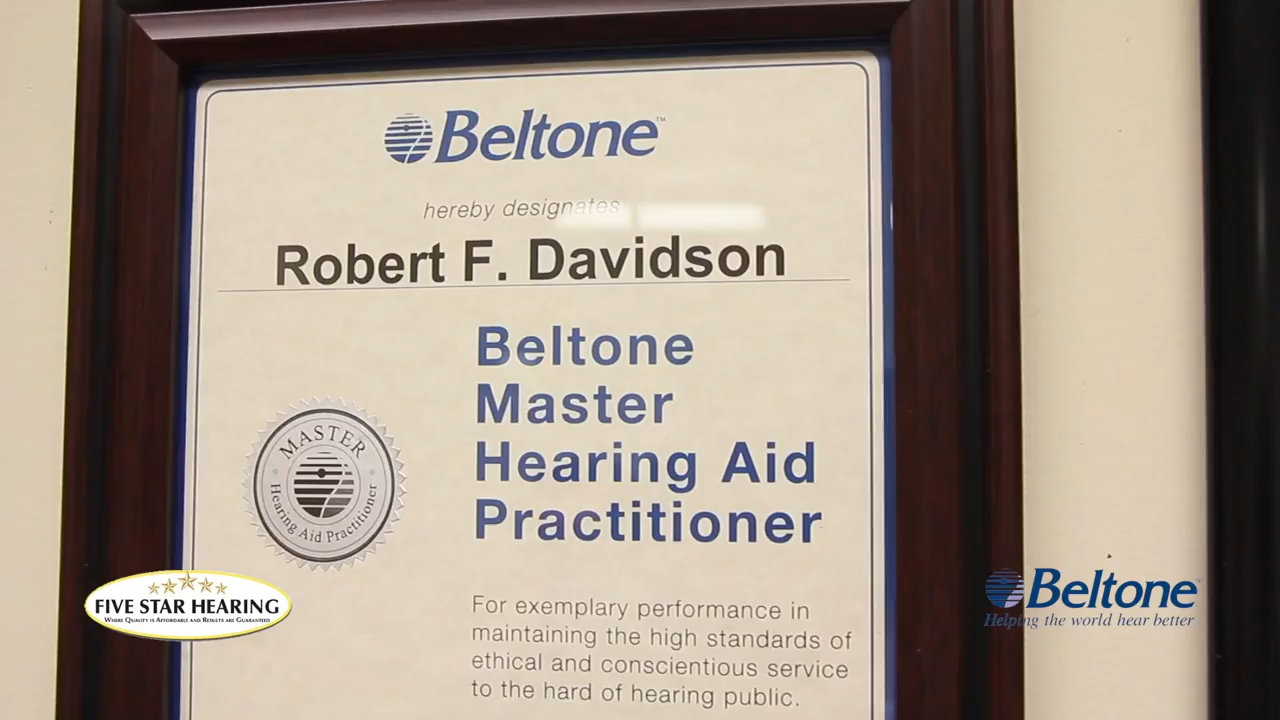 Beltone™
hereby designates
Robert F. Davidson
Beltone
Master
Hearing Aid
Practitioner
MASTER
Hearing Aid Practitioner
For exemplary performance in
maintaining the high standards of
ethical and conscientious service
to the hard of hearing public.
FIVE STAR HEARING
WHERE QUALITY IS AFFORDABLE AND RESULTS ARE GUARANTEED
Beltone™
Helping the world hear better